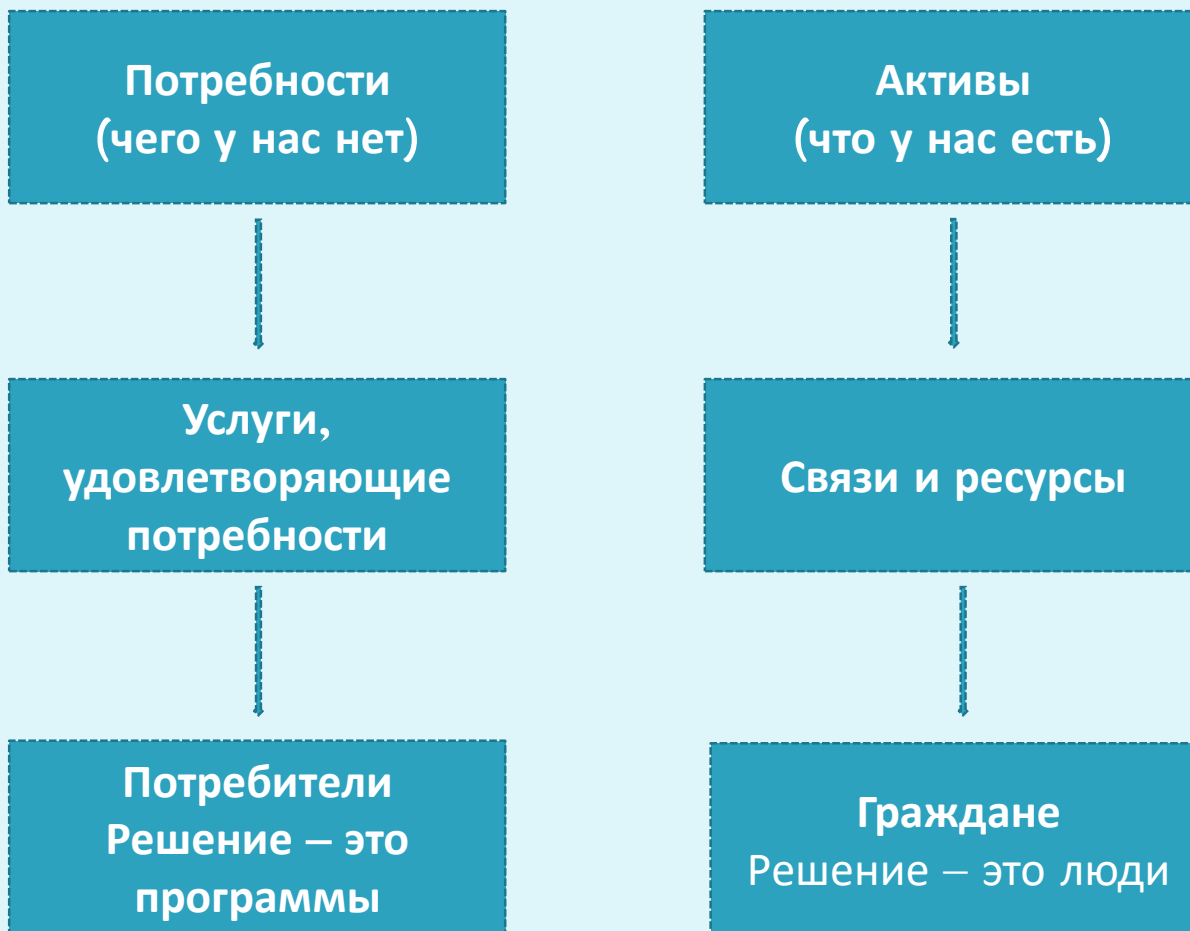 Потребности
(чего у нас нет)
Активы
(что у нас есть)
Услуги,
удовлетворяющие
потребности
Связи и ресурсы
Потребители
Решение – это
программы
Граждане
Решение – это люди